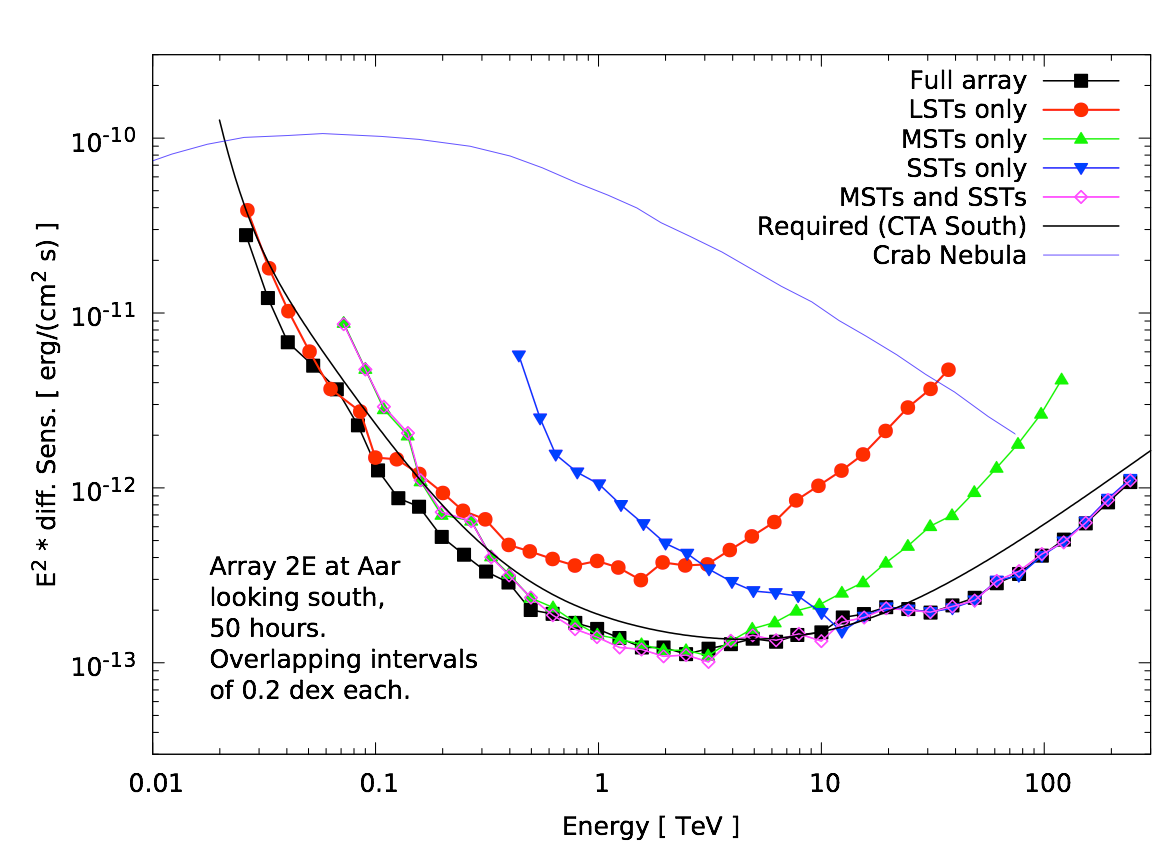 Full array
LSTs only
MSTs only
SSTs only
MSTs and SSTs
Required (CTA South)
Crab Nebula
10^-10
10^-11
10^-12
10^-13
E^2 * diff. Sens. [ erg/(cm^2 s) ]
Array 2E at Aar
looking south,
50 hours.
Overlapping intervals
of 0.2 dex each.
0.01 0.1 1 10 100
Energy [ TeV ]